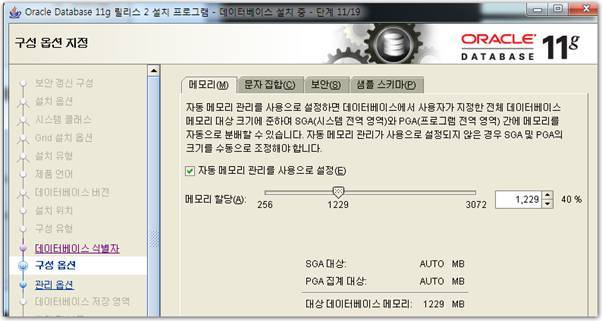 Oracle Database 11g 릴리스 2 설치 프로그램 - 데이터베이스 설치 중 - 단계 11/19
구성 옵션 지정
ORACLE
DATABASE
11g
보안 갱신 구성
설치 옵션
시스템 클래스
Grid 설치 옵션
설치 유형
제품 언어
데이터베이스 버전
설치 위치
구성 유형
데이터베이스 식별자
구성 옵션
관리 옵션
데이터베이스 저장 영역
메모리(M) 문자 집합(C) 보안(S) 샘플 스키마(P)
자동 메모리 관리를 사용으로 설정하면 데이터베이스에서 사용자가 지정한 전체 데이터베이스
메모리 대상 크기에 준하여 SGA(시스템 전역 영역)와 PGA(프로그램 전역 영역) 간에 메모리를
자동으로 분배할 수 있습니다. 자동 메모리 관리가 사용으로 설정되지 않은 경우 SGA 및 PGA의
크기를 수동으로 조정해야 합니다.
자동 메모리 관리를 사용으로 설정(E)
메모리 할당(A): 1,229 40 %
256 1229 3072
SGA 대상: AUTO MB
PGA 집계 대상: AUTO MB
대상 데이터베이스 메모리: 1229 MB